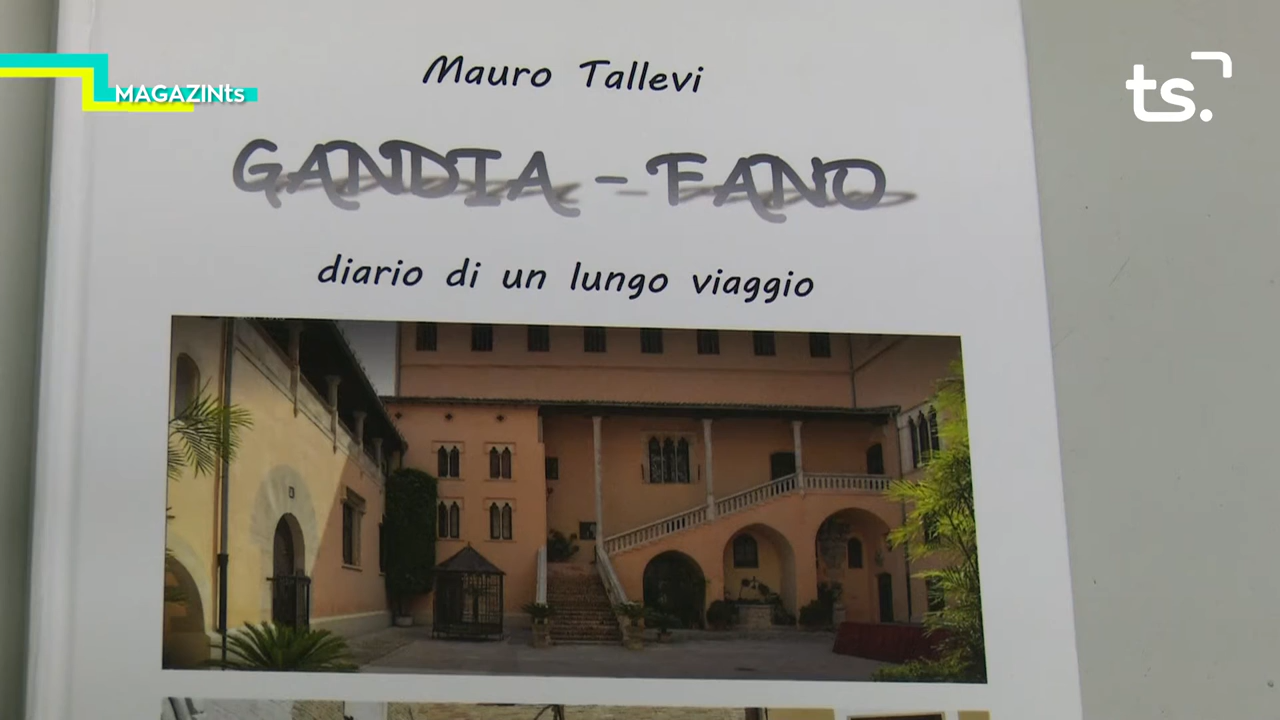 Mauro Tallevi
MAGAZINts
ts.
GANDIA - FANO
diario di un lungo viaggio